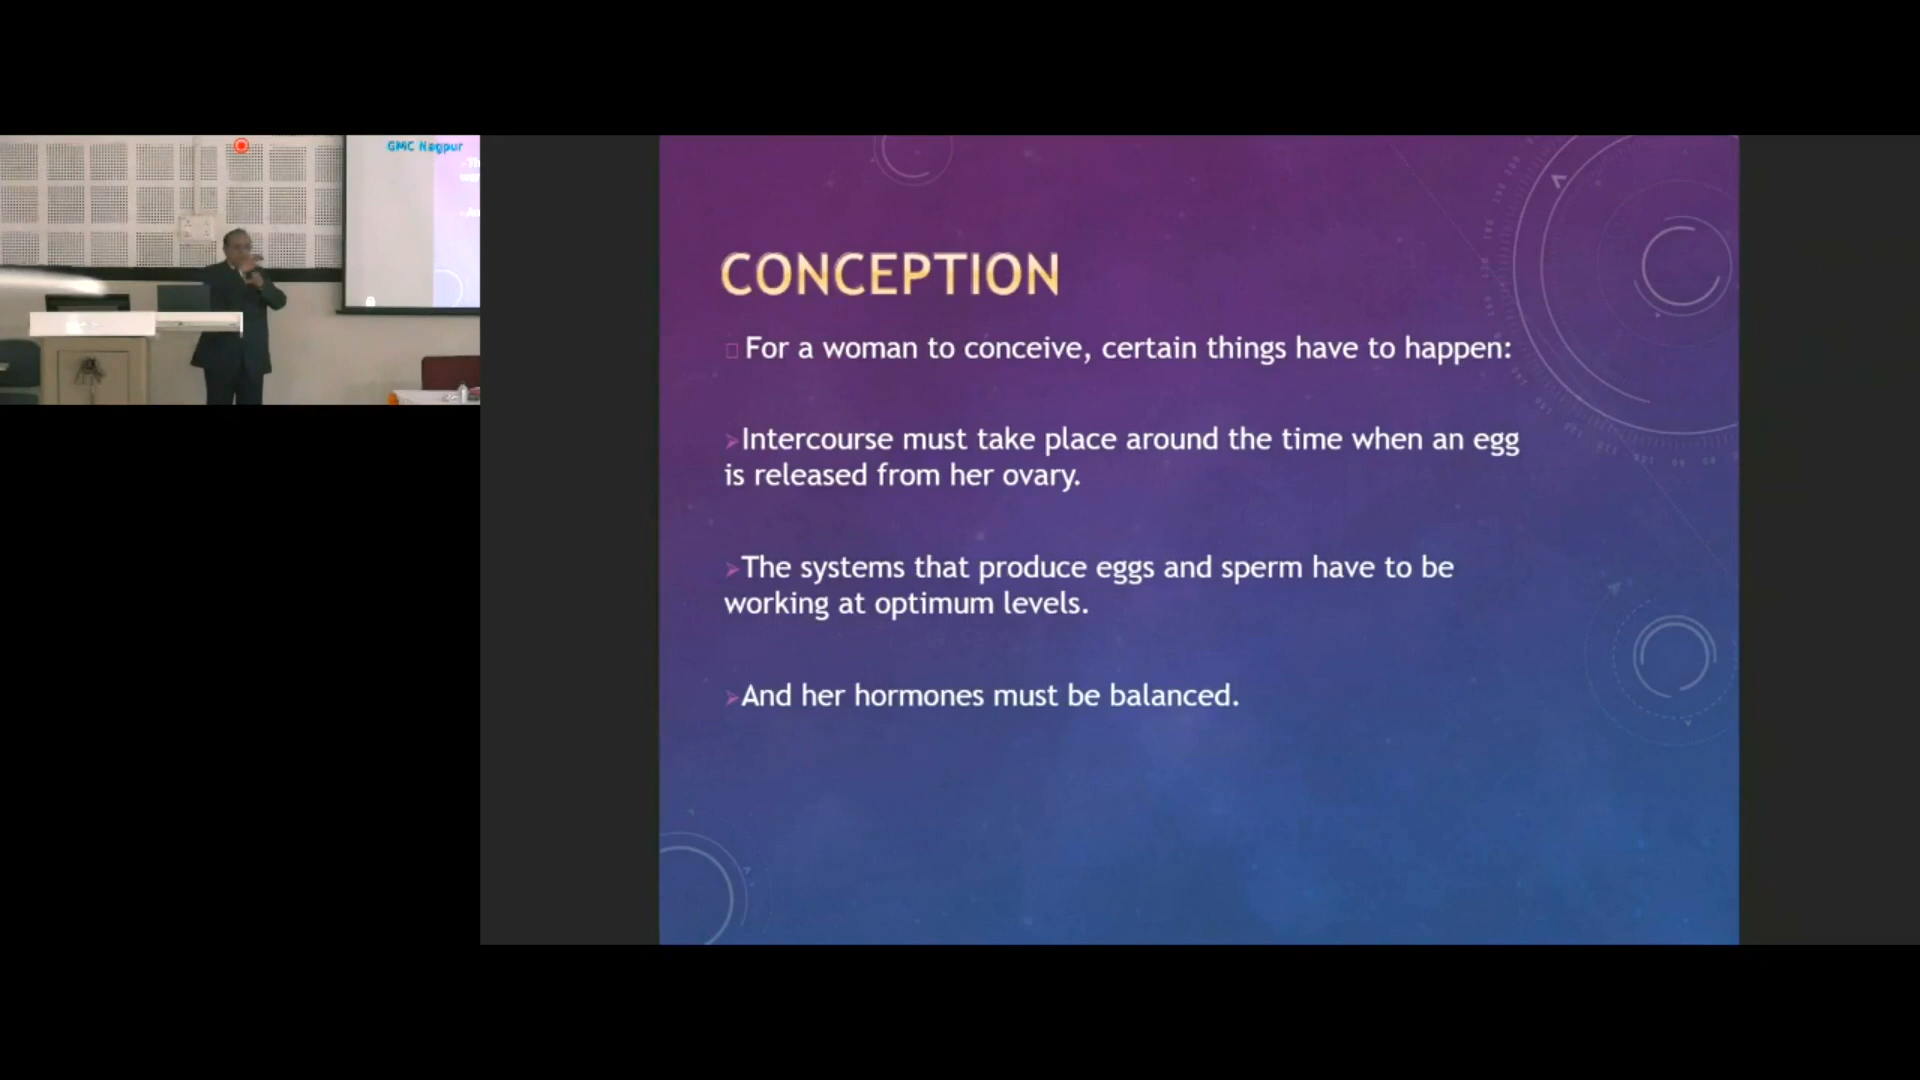 GMC Nagpur
CONCEPTION
For a woman to conceive, certain things have to happen:
➢Intercourse must take place around the time when an egg
is released from her ovary.
➢The systems that produce eggs and sperm have to be
working at optimum levels.
➢And her hormones must be balanced.